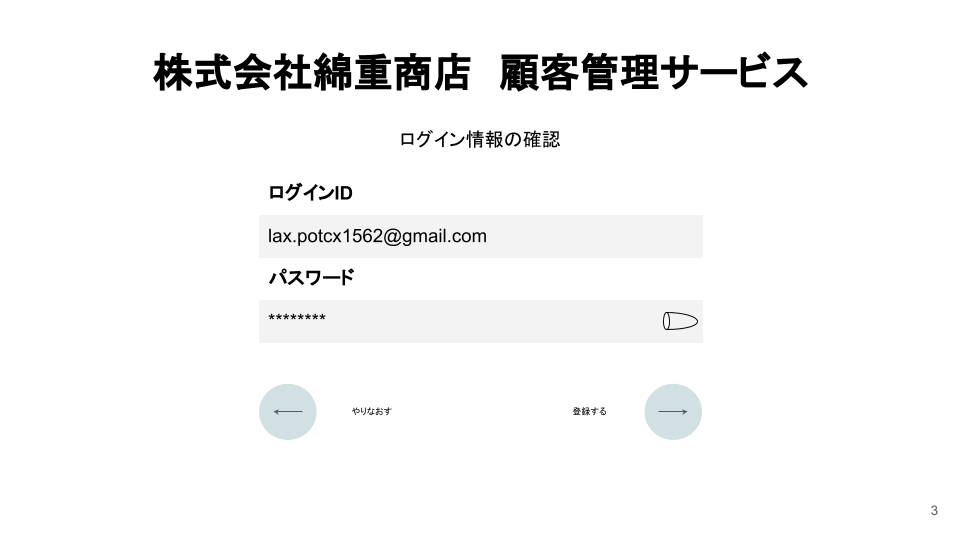 株式会社綿重商店　顧客管理サービス
ログイン情報の確認
ログインID
lax.potcx1562@gmail.com
パスワード
********
やりなおす
登録する
3